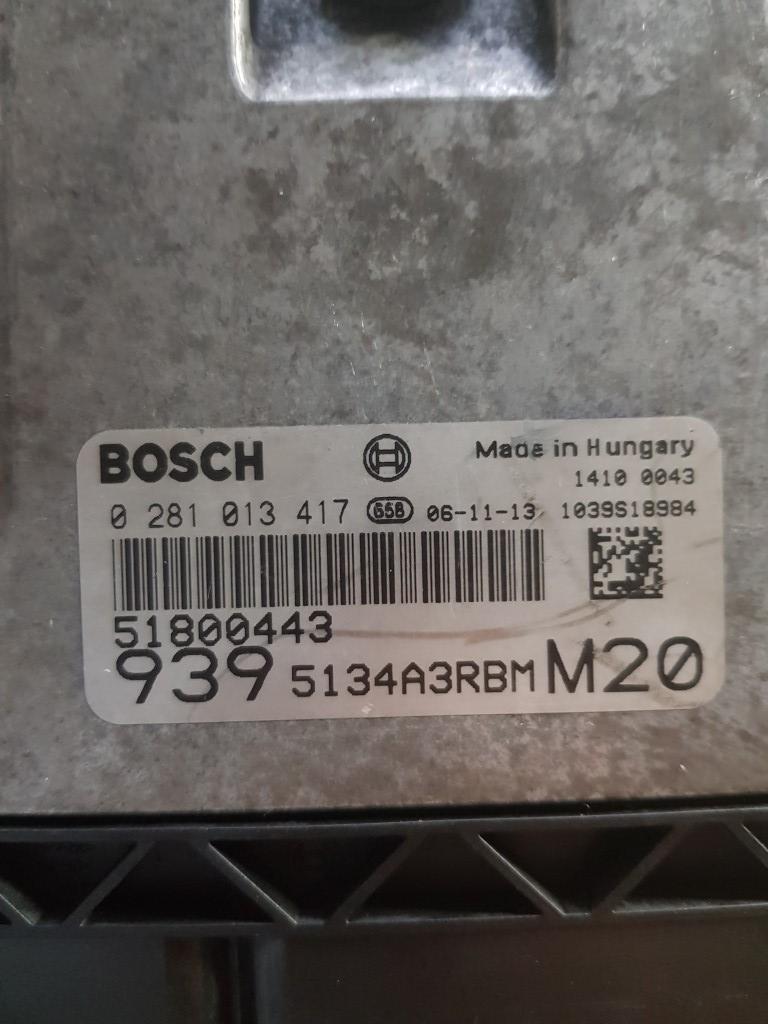 BOSCH
Made in Hungary
1410 0043
0 281 013 417 658 06-11-13 1039S18984
51800443
939 5134A3RBM M20